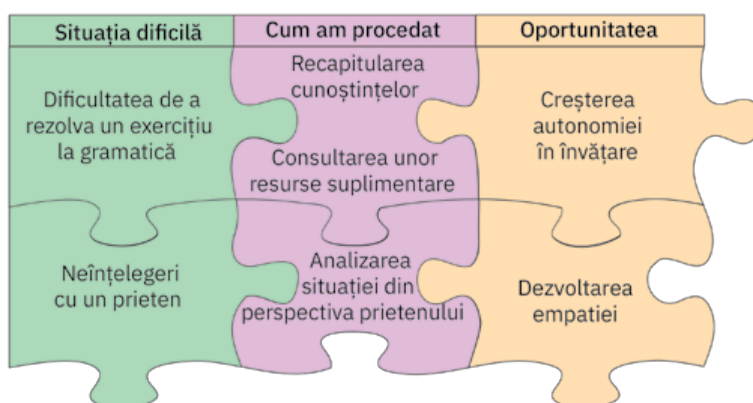 Situația dificilă
Cum am procedat
Oportunitatea
Dificultatea de a
rezolva un exercițiu
la gramatică
Recapitularea
cunoștințelor
Consultarea unor
resurse suplimentare
Creșterea
autonomiei
în învățare
Neînțelegeri
cu un prieten
Analizarea
situației din
perspectiva prietenului
Dezvoltarea
empatiei